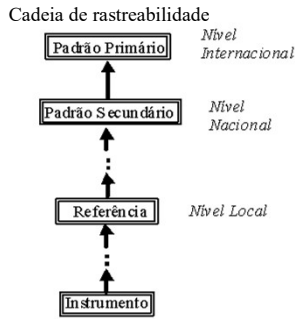 Cadeia de rastreabilidade
Padrão Primário
Nível
Internacional
Padrão Secundário
Nível
Nacional
Referência
Nível Local
Instrumento